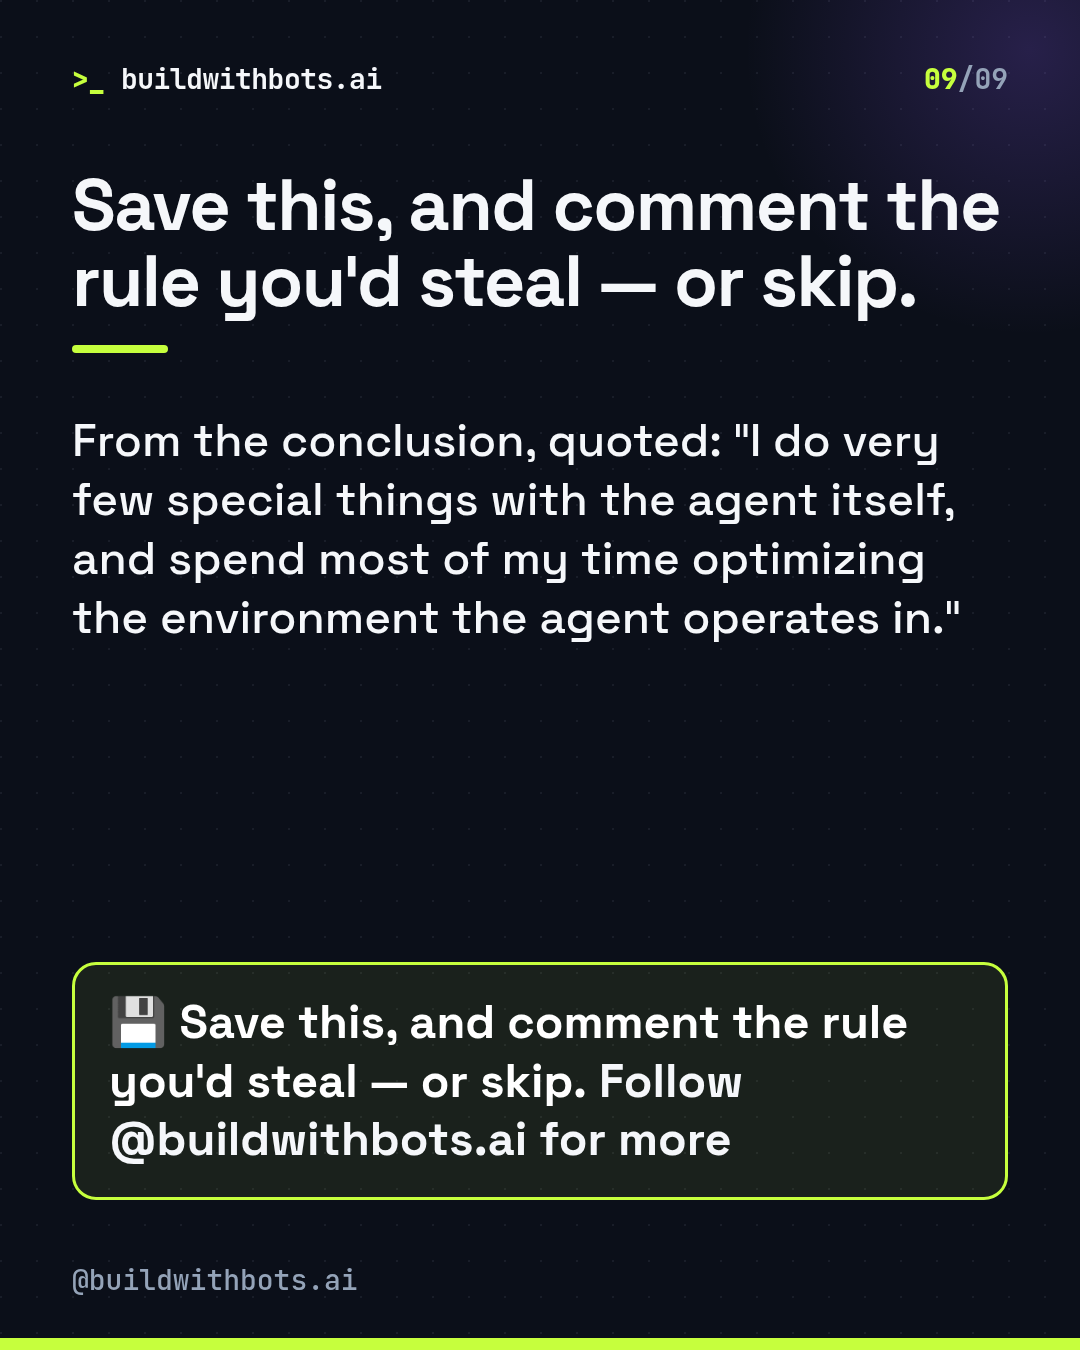 >_ buildwithbots.ai
09/09
Save this, and comment the
rule you'd steal — or skip.
From the conclusion, quoted: "I do very
few special things with the agent itself,
and spend most of my time optimizing
the environment the agent operates in."
💾 Save this, and comment the rule
you'd steal — or skip. Follow
@buildwithbots.ai for more
@buildwithbots.ai